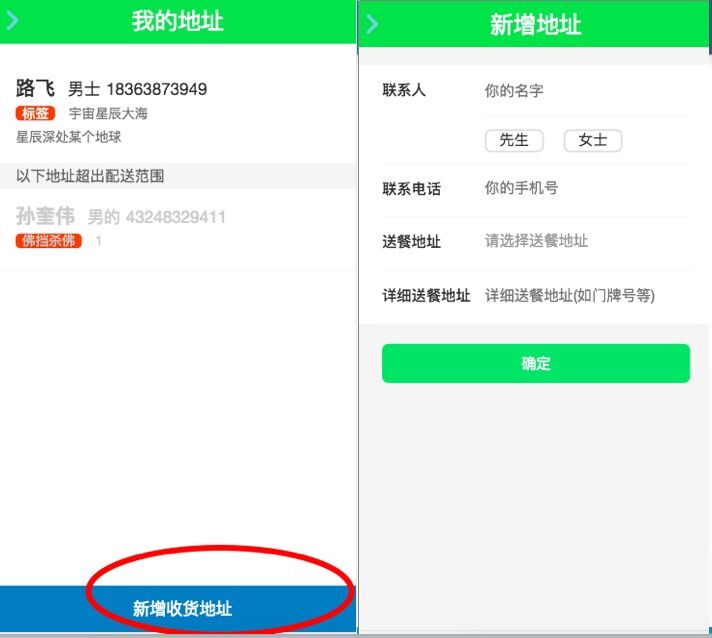 我的地址
路飞 男士 18363873949
标签 宇宙星辰大海
星辰深处某个地球
以下地址超出配送范围
孙奎伟 男的 43248329411
佛挡杀佛 1
新增收货地址
新增地址
联系人 你的名字
先生 女士
联系电话 你的手机号
送餐地址 请选择送餐地址
详细送餐地址 详细送餐地址(如门牌号等)
确定